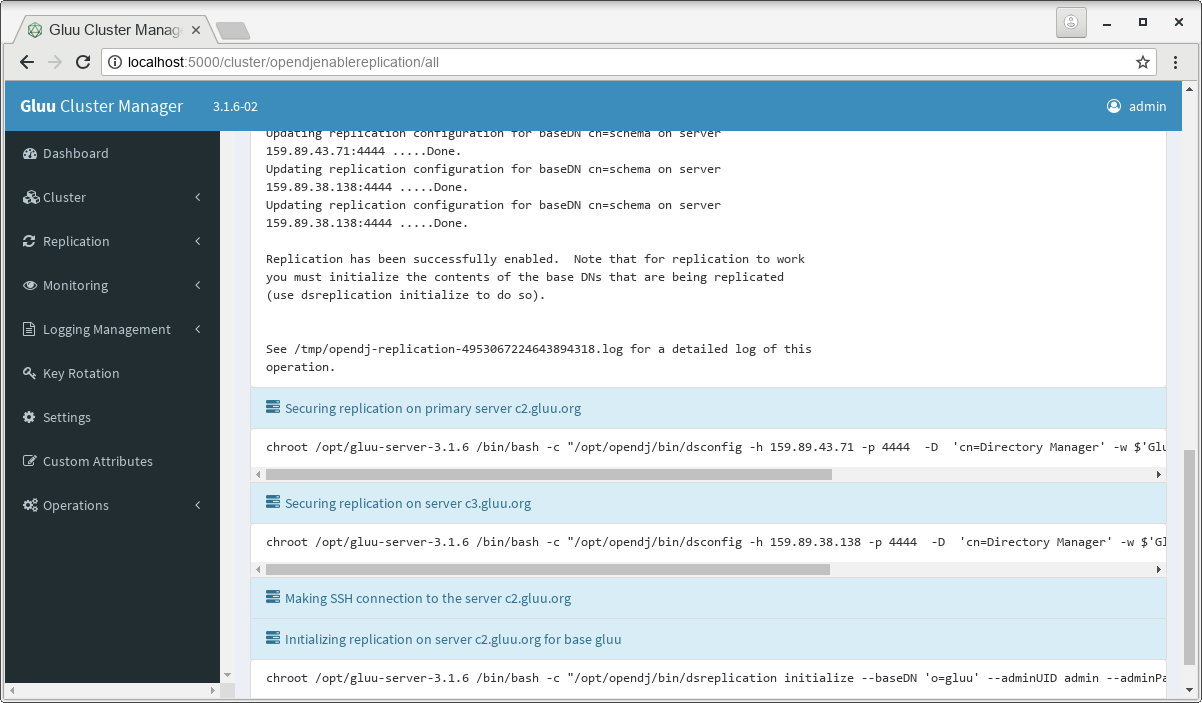 Gluu Cluster Manag
localhost:5000/cluster/opendjenablereplication/all
Gluu Cluster Manager 3.1.6-02 admin
Dashboard
Cluster
Replication
Monitoring
Logging Management
Key Rotation
Settings
Custom Attributes
Operations
Updating replication configuration for baseDN cn=schema on server
159.89.43.71:4444 .....Done.
Updating replication configuration for baseDN cn=schema on server
159.89.38.138:4444 .....Done.
Updating replication configuration for baseDN cn=schema on server
159.89.38.138:4444 .....Done.
Replication has been successfully enabled.  Note that for replication to work
you must initialize the contents of the base DNs that are being replicated
(use dsreplication initialize to do so).
See /tmp/opendj-replication-4953067224643894318.log for a detailed log of this
operation.
Securing replication on primary server c2.gluu.org
chroot /opt/gluu-server-3.1.6 /bin/bash -c "/opt/opendj/bin/dsconfig -h 159.89.43.71 -p 4444  -D  'cn=Directory Manager' -w $'Glu
Securing replication on server c3.gluu.org
chroot /opt/gluu-server-3.1.6 /bin/bash -c "/opt/opendj/bin/dsconfig -h 159.89.38.138 -p 4444  -D  'cn=Directory Manager' -w $'Gl
Making SSH connection to the server c2.gluu.org
Initializing replication on server c2.gluu.org for base gluu
chroot /opt/gluu-server-3.1.6 /bin/bash -c "/opt/opendj/bin/dsreplication initialize --baseDN 'o=gluu' --adminUID admin --adminPa